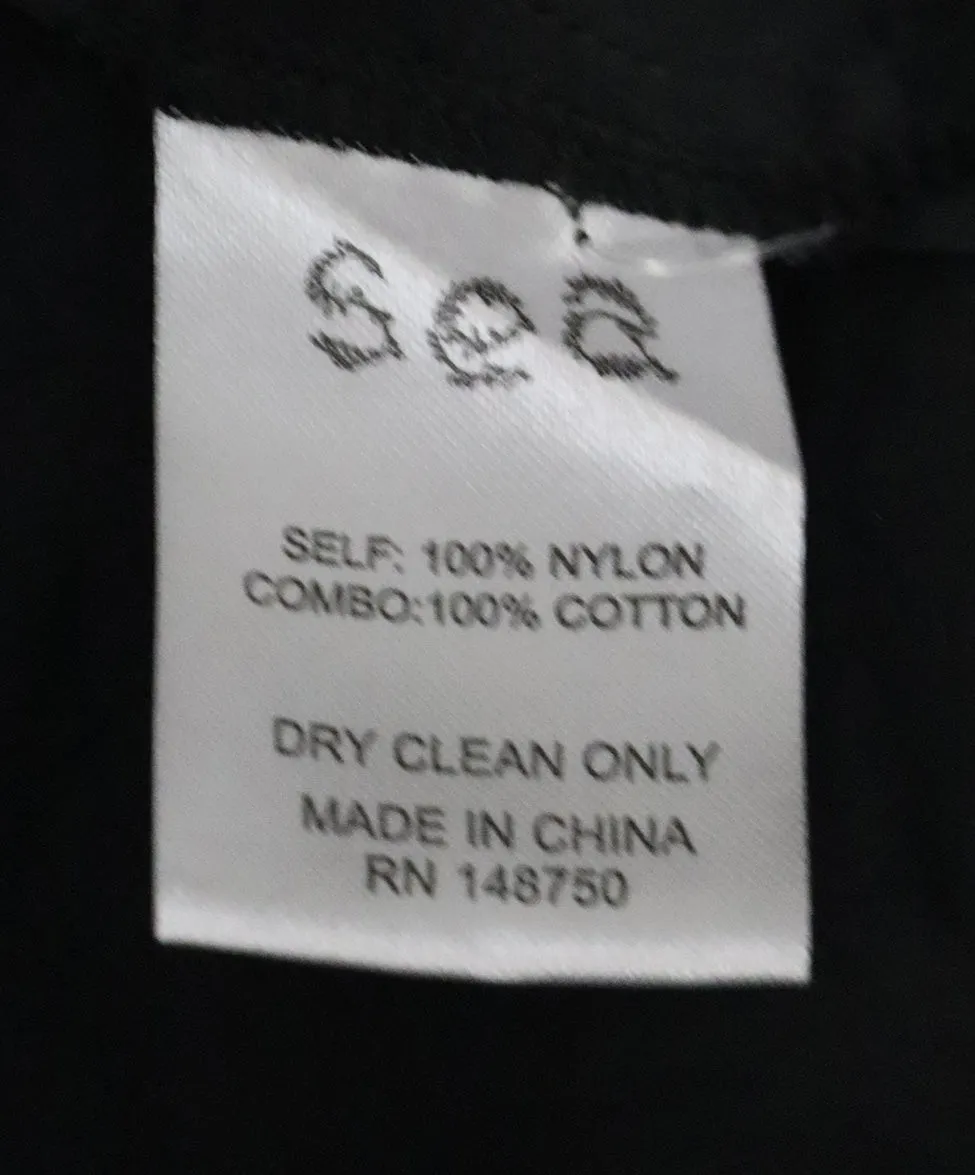 Sea
SELF: 100% NYLON
COMBO:100% COTTON
DRY CLEAN ONLY
MADE IN CHINA
RN 148750